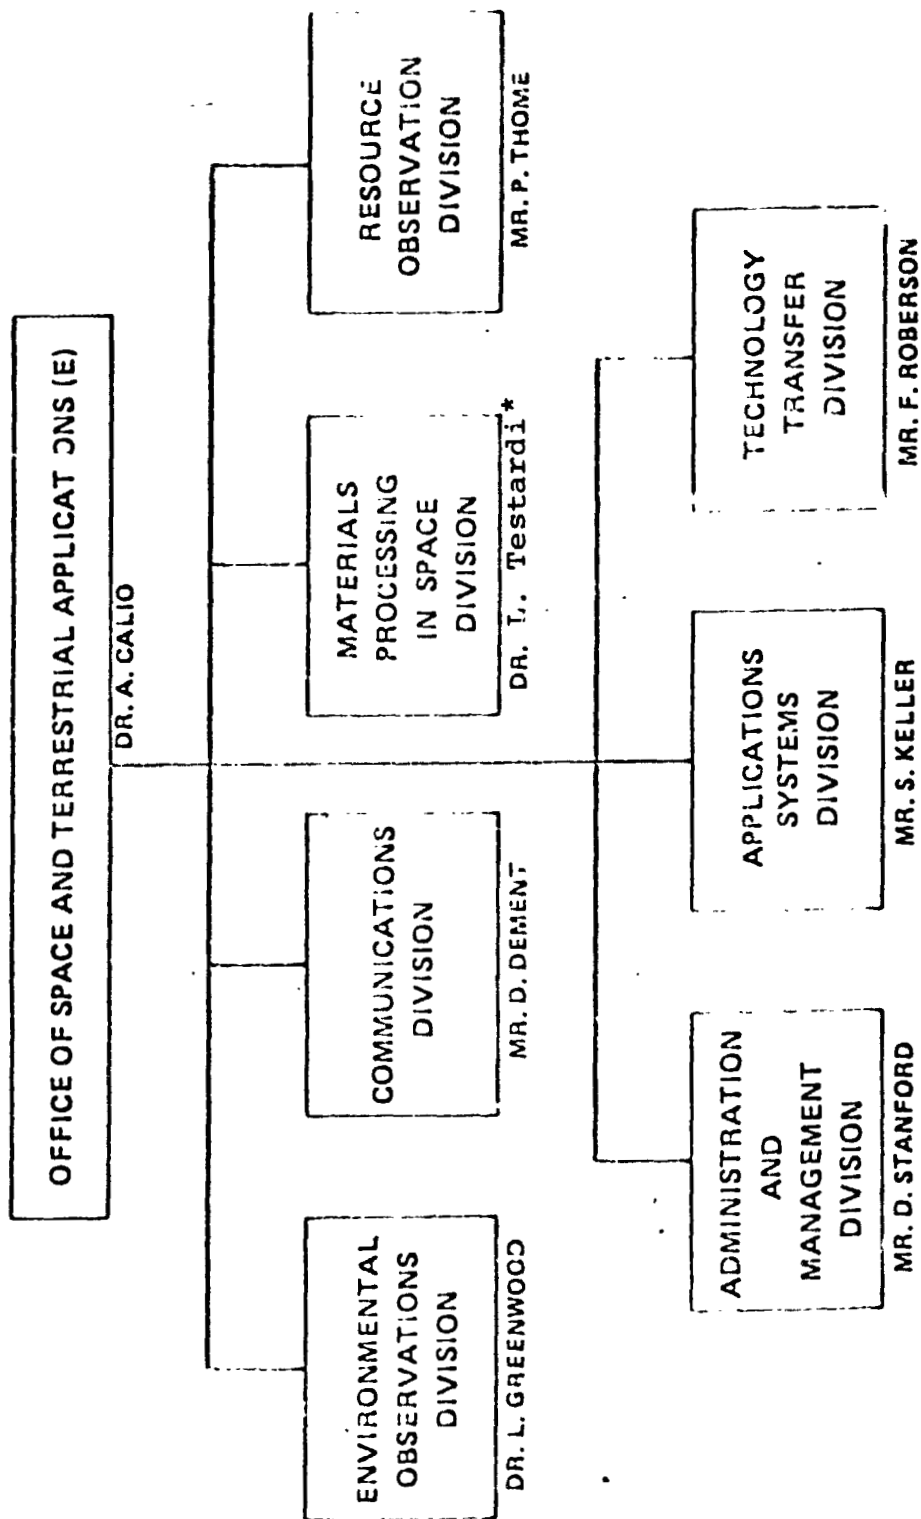 OFFICE OF SPACE AND TERRESTRIAL APPLICATIONS (E)
DR. A. CALIO
ENVIRONMENTAL
OBSERVATIONS
DIVISION
DR. L. GREENWOOD
COMMUNICATIONS
DIVISION
MR. D. DEMENT
MATERIALS
PROCESSING
IN SPACE
DIVISION
DR. L. Testardi*
RESOURCE
OBSERVATION
DIVISION
MR. P. THOME
ADMINISTRATION
AND
MANAGEMENT
DIVISION
MR. D. STANFORD
APPLICATIONS
SYSTEMS
DIVISION
MR. S. KELLER
TECHNOLOGY
TRANSFER
DIVISION
MR. F. ROBERSON